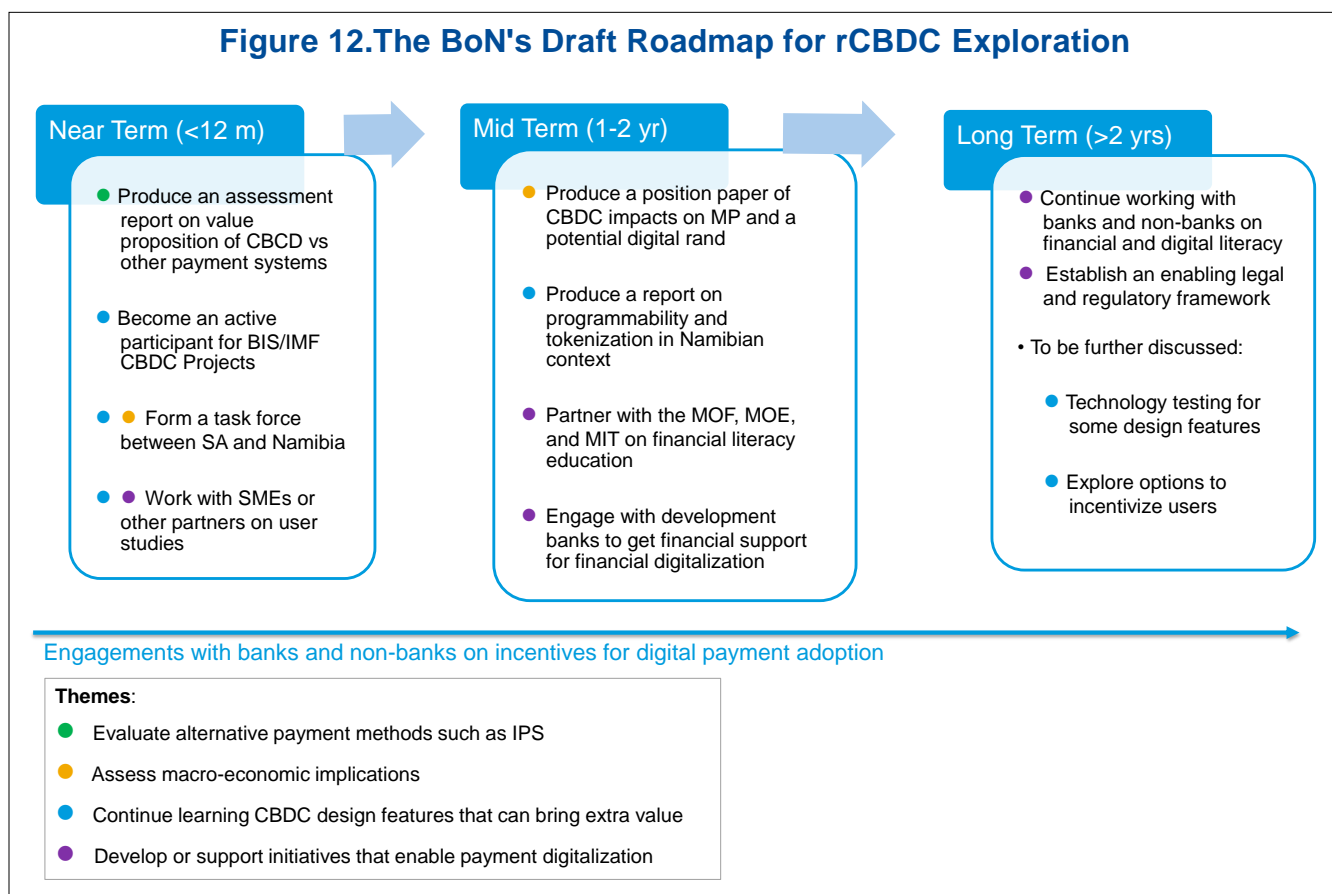 Figure 12.The BoN's Draft Roadmap for rCBDC Exploration
Near Term (<12 m)
Produce an assessment
report on value
proposition of CBCD vs
other payment systems
Become an active
participant for BIS/IMF
CBDC Projects
Form a task force
between SA and Namibia
Work with SMEs or
other partners on user
studies
Mid Term (1-2 yr)
Produce a position paper of
CBDC impacts on MP and a
potential digital rand
Produce a report on
programmability and
tokenization in Namibian
context
Partner with the MOF, MOE,
and MIT on financial literacy
education
Engage with development
banks to get financial support
for financial digitalization
Long Term (>2 yrs)
Continue working with
banks and non-banks on
financial and digital literacy
Establish an enabling legal
and regulatory framework
• To be further discussed:
Technology testing for
some design features
Explore options to
incentivize users
Engagements with banks and non-banks on incentives for digital payment adoption
Themes:
Evaluate alternative payment methods such as IPS
Assess macro-economic implications
Continue learning CBDC design features that can bring extra value
Develop or support initiatives that enable payment digitalization